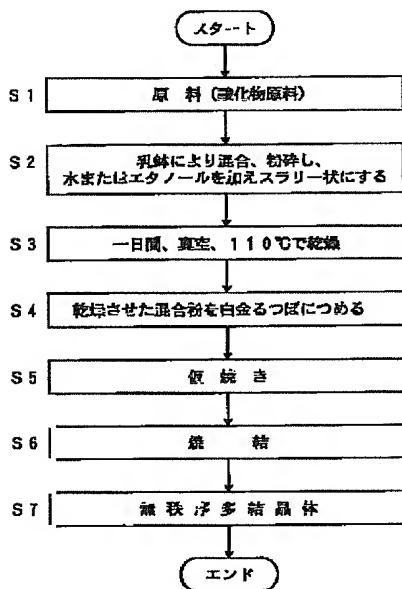 スタート
S1
原 料(酸化物原料)
S2
乳鉢により混合、粉砕し、
水またはエタノールを加えスラリー状にする
S3
一日間、真空、110℃で乾燥
S4
乾燥させた混合粉を白金るつぼにつめる
S5
仮 焼 き
S6
焼 結
S7
無 秩 序 多 結 晶 体
エンド